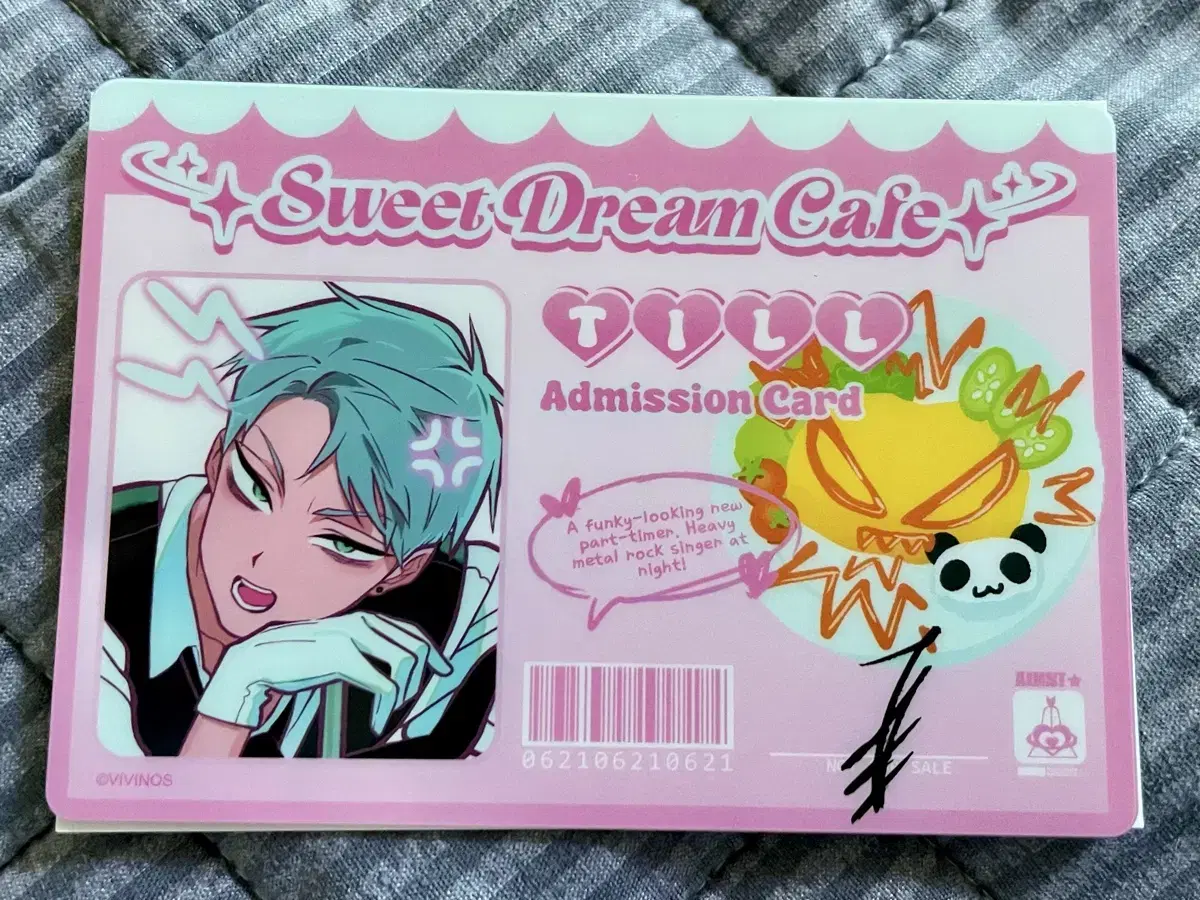 Sweet Dream Cafe
TILL
Admission Card
A funky-looking new
part-timer. Heavy
metal rock singer at
night!
062106210621
SALE
©VIVINOS